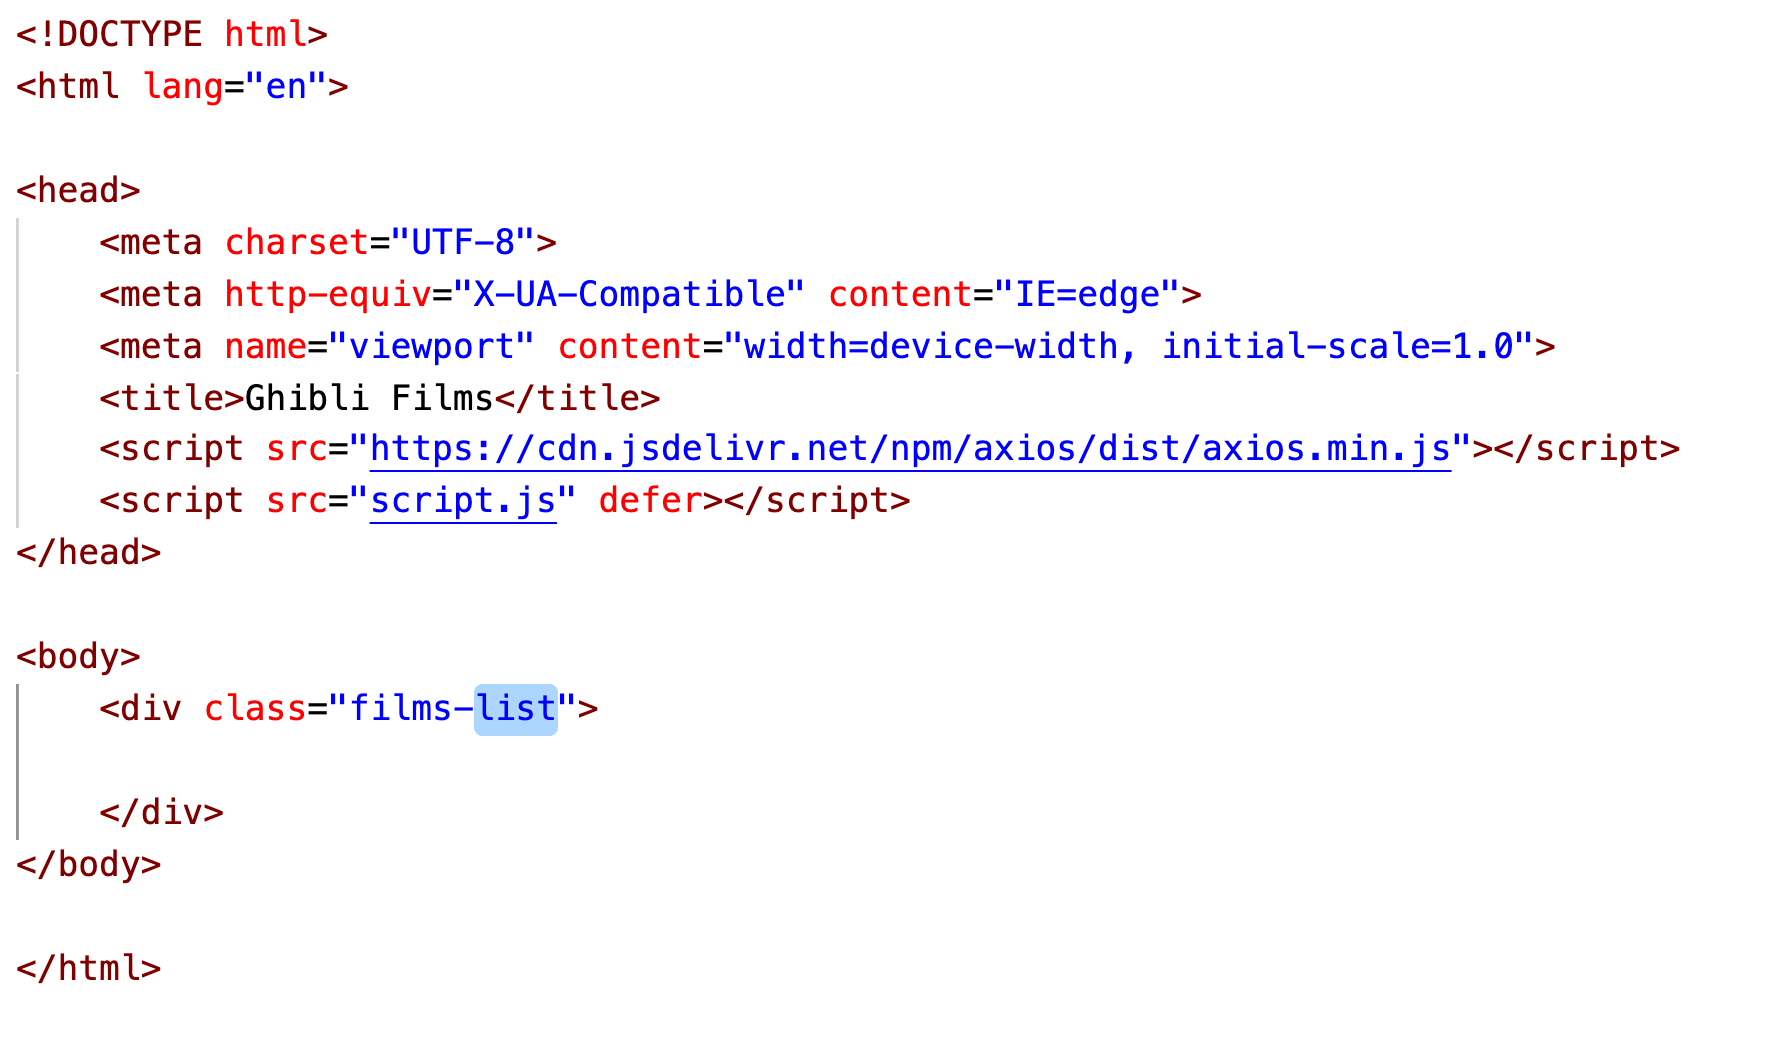 <!DOCTYPE html>
<html lang="en">
<head>
<meta charset="UTF-8">
<meta http-equiv="X-UA-Compatible" content="IE=edge">
<meta name="viewport" content="width=device-width, initial-scale=1.0">
<title>Ghibli Films</title>
<script src="https://cdn.jsdelivr.net/npm/axios/dist/axios.min.js"></script>
<script src="script.js" defer></script>
</head>
<body>
<div class="films-list">
</div>
</body>
</html>